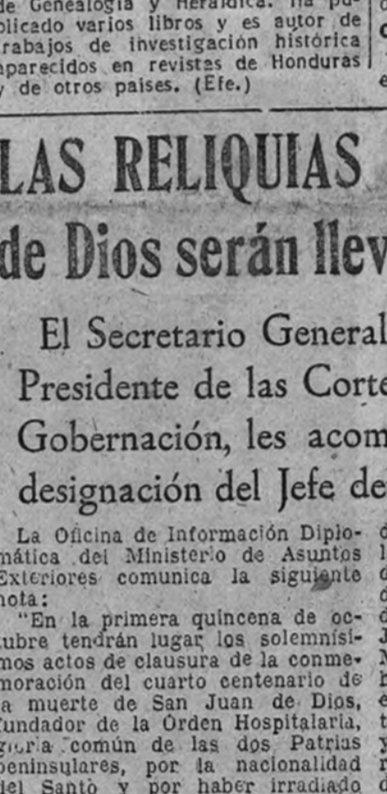 de Genealogía y Heráldica. Ha pu-
blicado varios libros y es autor de
trabajos de investigación histórica
aparecidos en revistas de Honduras
y de otros países. (Efe.)
LAS RELIQUIAS
de Dios serán llev
El Secretario General
Presidente de las Corte
Gobernación, les acom
designación del Jefe de
La Oficina de Información Diplo-
mática del Ministerio de Asuntos
Exteriores comunica la siguiente
nota:
"En la primera quincena de oc-
tubre tendrán lugar los solemnísi-
mos actos de clausura de la conme-
moración del cuarto centenario de
la muerte de San Juan de Dios,
fundador de la Orden Hospitalaria,
gloria común de las dos Patrias
peninsulares, por la nacionalidad
del Santo y por haber irradiado